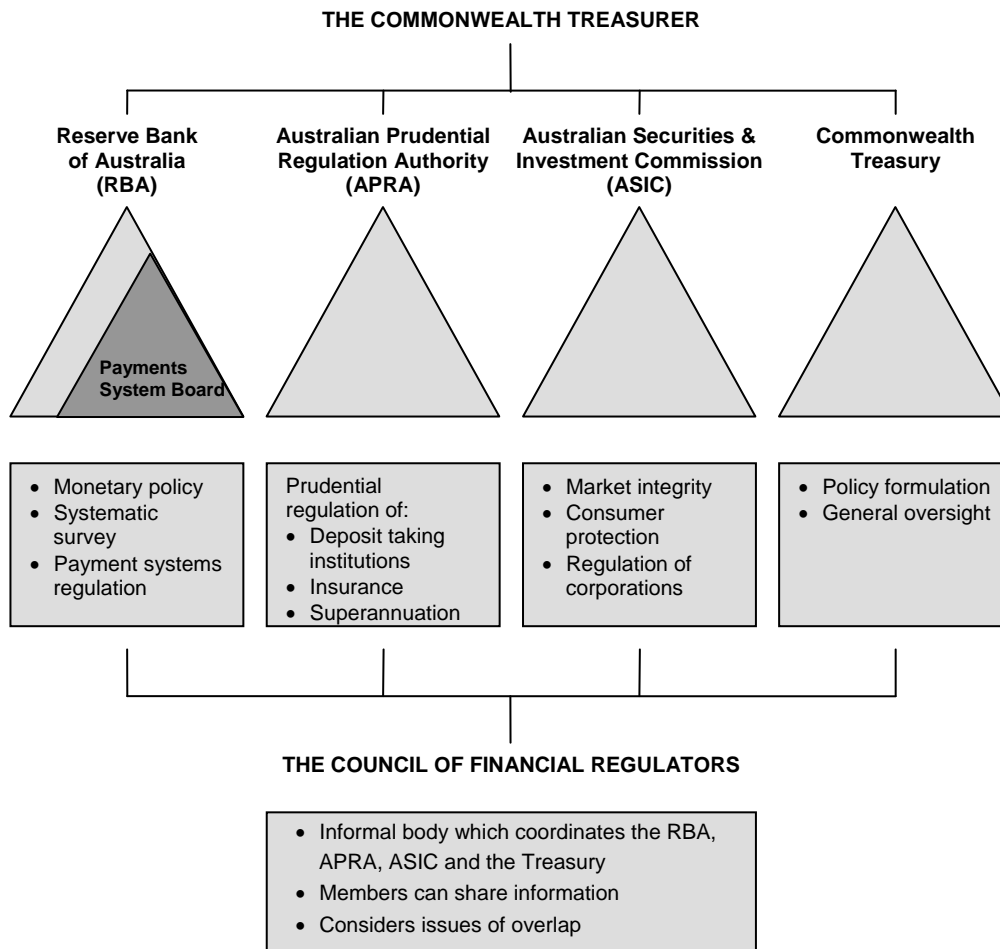 THE COMMONWEALTH TREASURER
Reserve Bank
of Australia
(RBA)
Australian Prudential
Regulation Authority
(APRA)
Australian Securities &
Investment Commission
(ASIC)
Commonwealth
Treasury
Payments
System Board
• Monetary policy
• Systematic
survey
• Payment systems
regulation
Prudential
regulation of:
• Deposit taking
institutions
• Insurance
• Superannuation
• Market integrity
• Consumer
protection
• Regulation of
corporations
• Policy formulation
• General oversight
THE COUNCIL OF FINANCIAL REGULATORS
• Informal body which coordinates the RBA,
APRA, ASIC and the Treasury
• Members can share information
• Considers issues of overlap